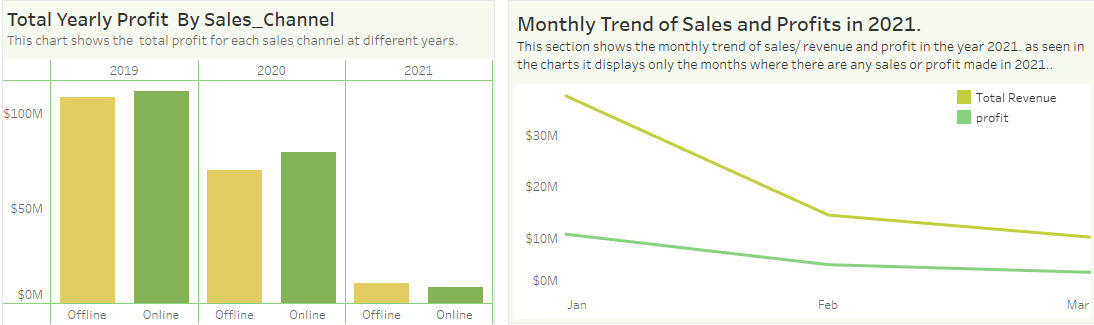 Total Yearly Profit By Sales_Channel
This chart shows the total profit for each sales channel at different years.
2019
2020
2021
$100M
$50M
$0M
Offline
Online
Offline
Online
Offline
Online
Monthly Trend of Sales and Profits in 2021.
This section shows the monthly trend of sales/ revenue and profit in the year 2021. as seen in
the charts it displays only the months where there are any sales or profit made in 2021..
Total Revenue
profit
$30M
$20M
$10M
$0M
Jan
Feb
Mar